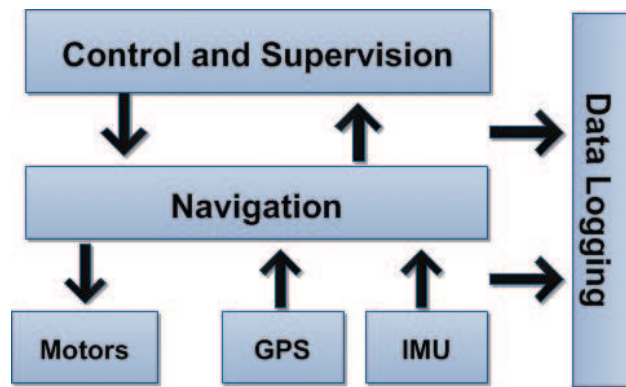 Control and Supervision
Navigation
Motors
GPS
IMU
Data Logging